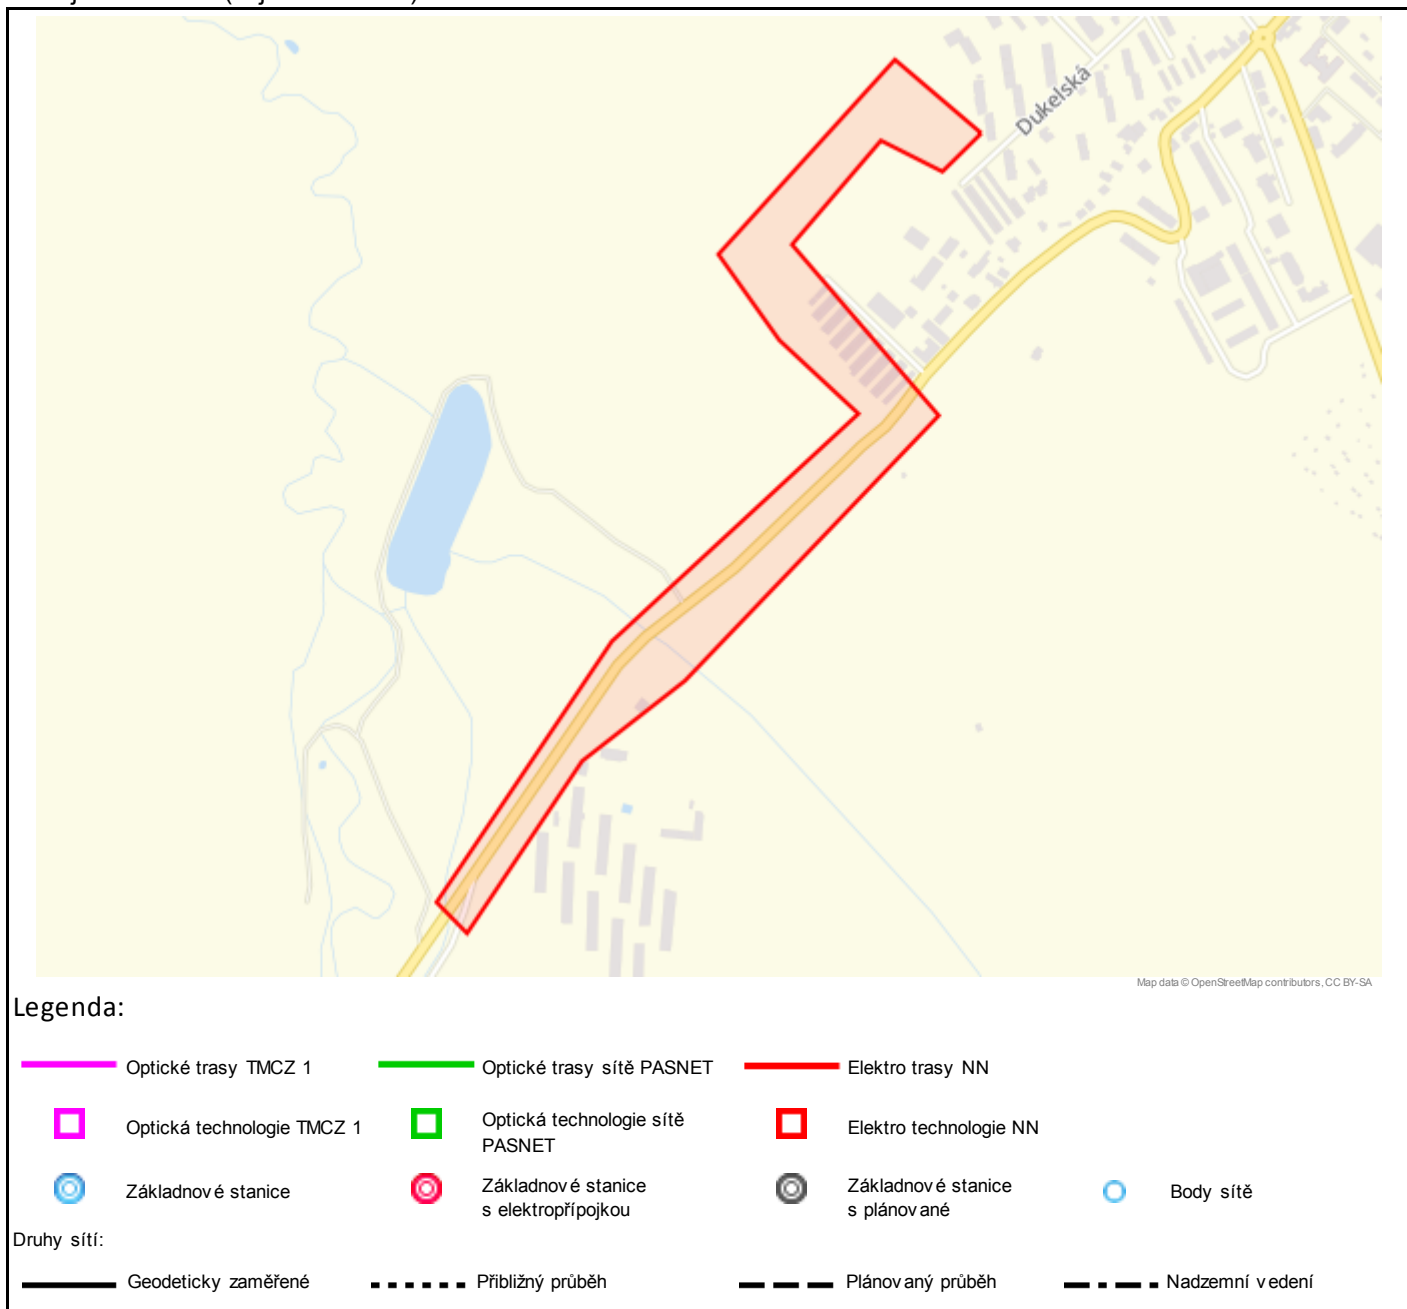 Dukelská
Map data © OpenStreetMap contributors, CC BY-SA
Legenda:
Optické trasy TMCZ 1
Optické trasy sítě PASNET
Elektro trasy NN
Optická technologie TMCZ 1
Optická technologie sítě
PASNET
Elektro technologie NN
Základnové stanice
Základnové stanice
s elektropřípojkou
Základnové stanice
s plánované
Body sítě
Druhy sítí:
Geodeticky zaměřené
Přibližný průběh
Plánovaný průběh
Nadzemní vedení